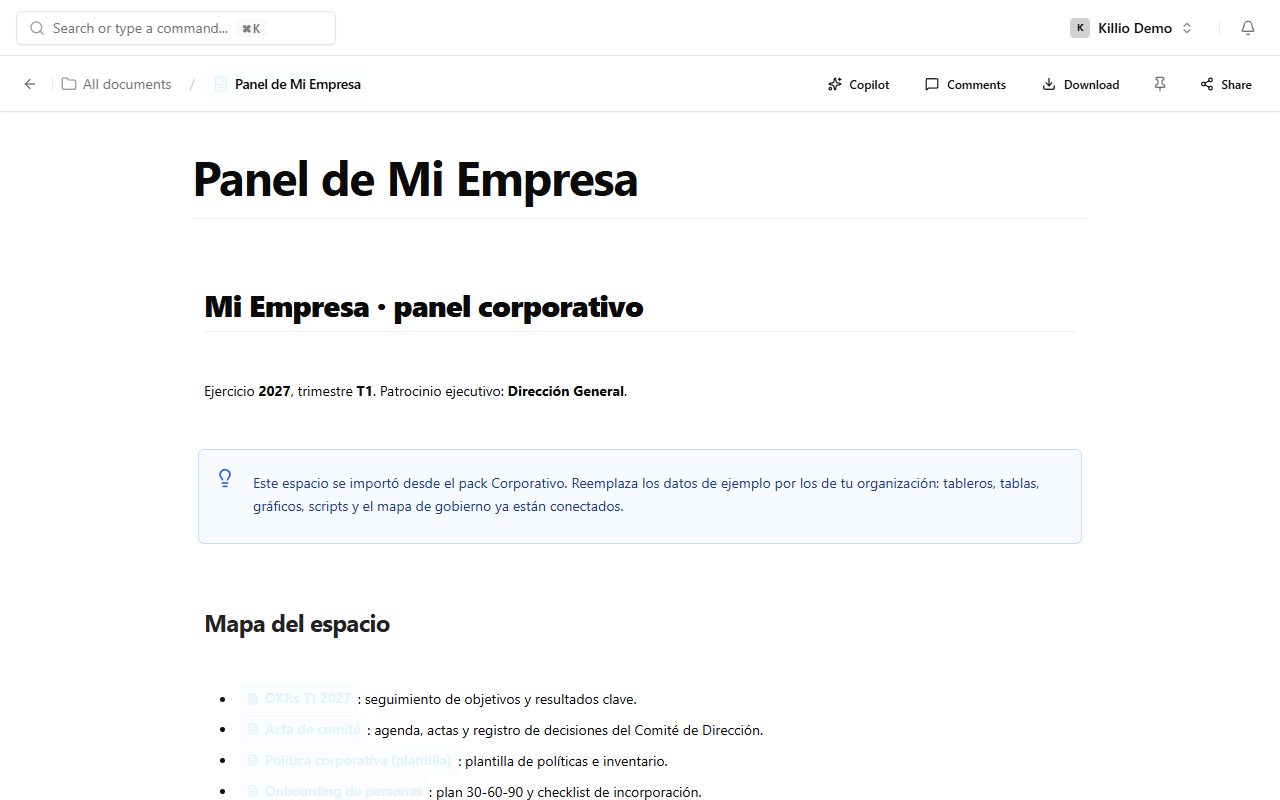 Search or type a command... ⌘K
K Killio Demo
All documents / Panel de Mi Empresa
Copilot
Comments
Download
Share
Panel de Mi Empresa
Mi Empresa · panel corporativo
Ejercicio 2027, trimestre T1. Patrocinio ejecutivo: Dirección General.
Este espacio se importó desde el pack Corporativo. Reemplaza los datos de ejemplo por los de tu organización: tableros, tablas,
gráficos, scripts y el mapa de gobierno ya están conectados.
Mapa del espacio
• OKRs T1 2027 : seguimiento de objetivos y resultados clave.
• Acta de comité : agenda, actas y registro de decisiones del Comité de Dirección.
• Política corporativa (plantilla) : plantilla de políticas e inventario.
• Onboarding de personas : plan 30-60-90 y checklist de incorporación.